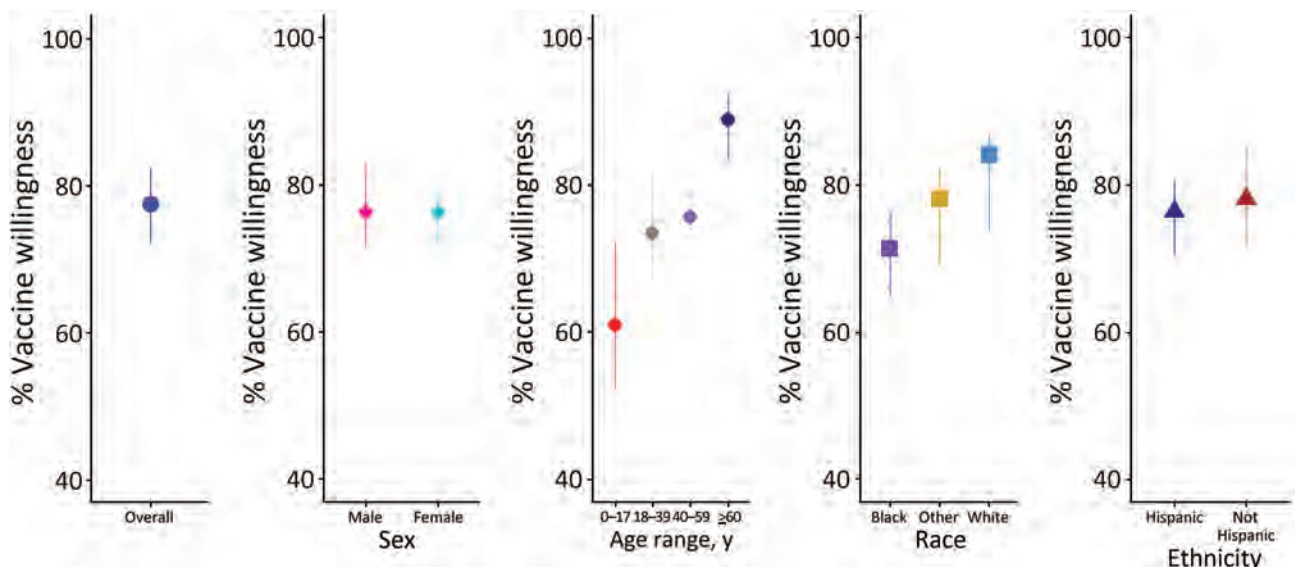 % Vaccine willingness
100
80
60
40
Overall
% Vaccine willingness
100
80
60
40
Male Female
Sex
% Vaccine willingness
100
80
60
40
0–17 18–39 40–59 ≥60
Age range, y
% Vaccine willingness
100
80
60
40
Black Other White
Race
% Vaccine willingness
100
80
60
40
Hispanic Not
Hispanic
Ethnicity